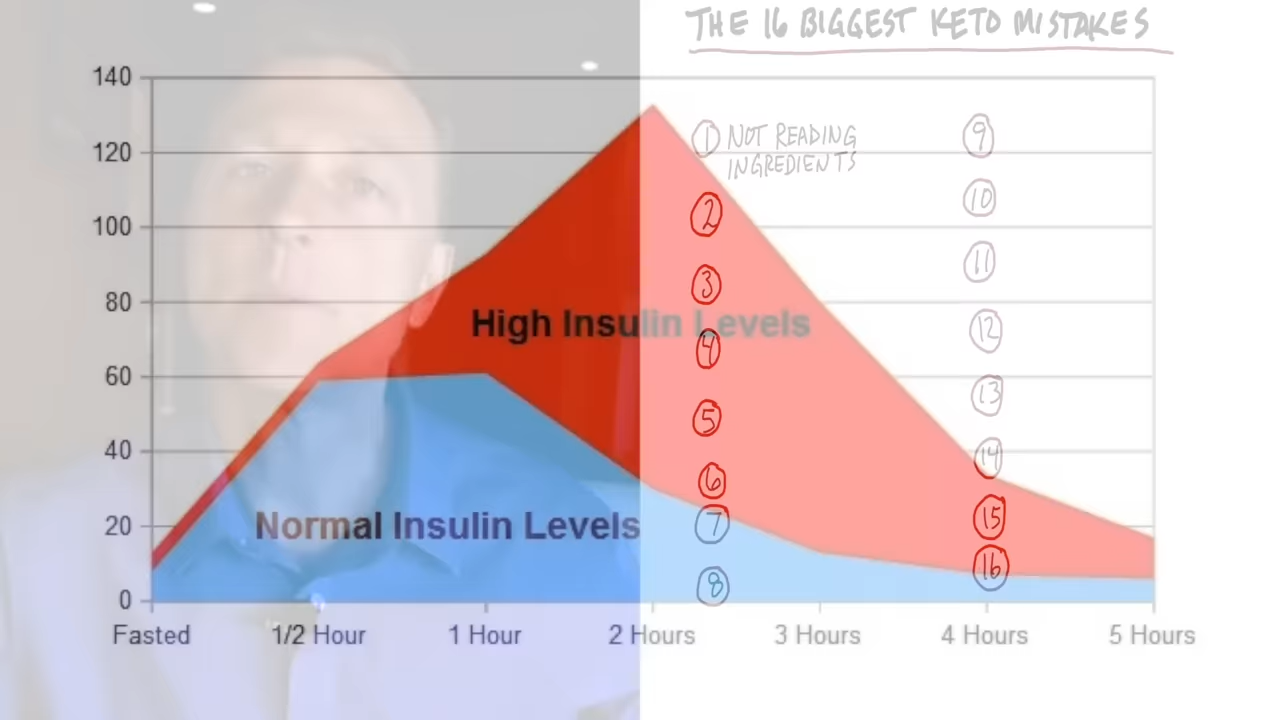 THE 16 BIGGEST KETO MISTAKES
140
120
100
80
60
40
20
0
High Insulin Levels
Normal Insulin Levels
Fasted
1/2 Hour
1 Hour
2 Hours
3 Hours
4 Hours
5 Hours
1 NOT READING
INGREDIENTS
2
3
4
5
6
7
8
9
10
11
12
13
14
15
16